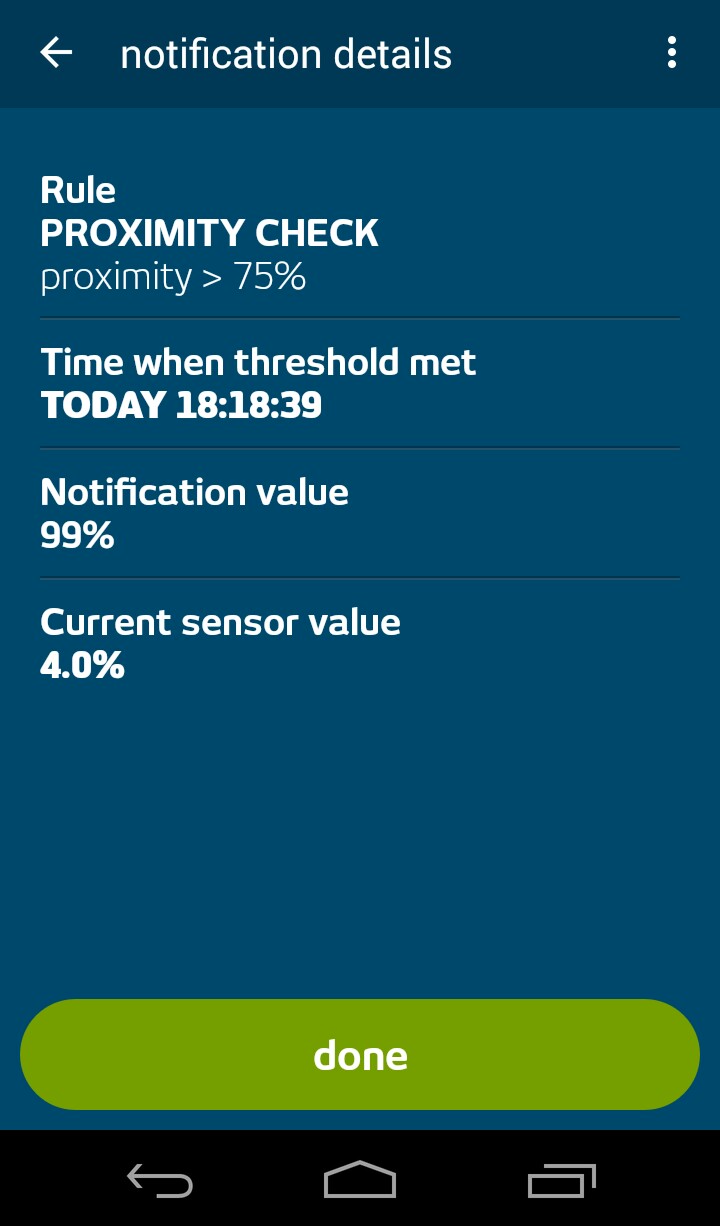 notification details
Rule
PROXIMITY CHECK
proximity > 75%
Time when threshold met
TODAY 18:18:39
Notification value
99%
Current sensor value
4.0%
done